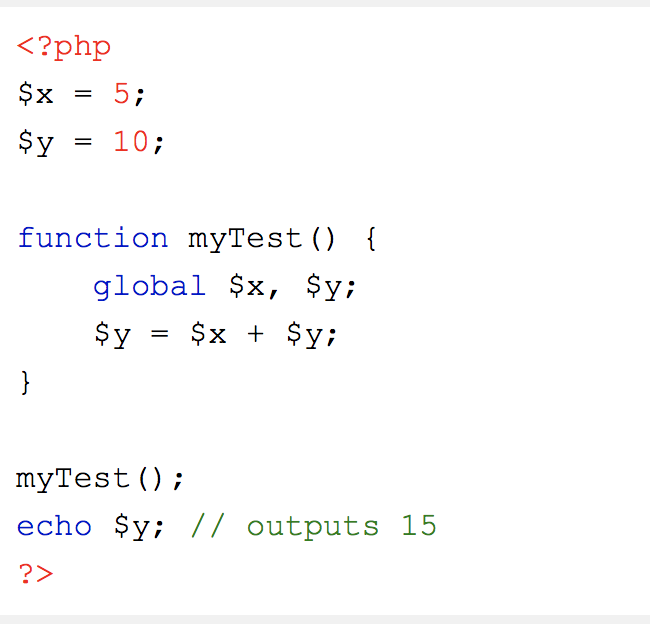 <?php
$x = 5;
$y = 10;

function myTest() {
    global $x, $y;
    $y = $x + $y;
}

myTest();
echo $y; // outputs 15
?>